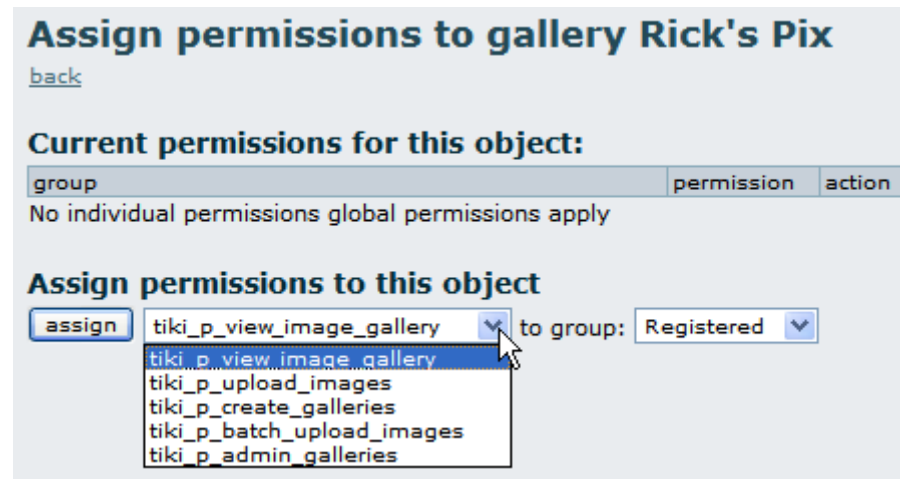 Assign permissions to gallery Rick's Pix
back
Current permissions for this object:
group permission action
No individual permissions global permissions apply
Assign permissions to this object
assign tiki_p_view_image_gallery to group: Registered
tiki_p_view_image_gallery
tiki_p_upload_images
tiki_p_create_galleries
tiki_p_batch_upload_images
tiki_p_admin_galleries